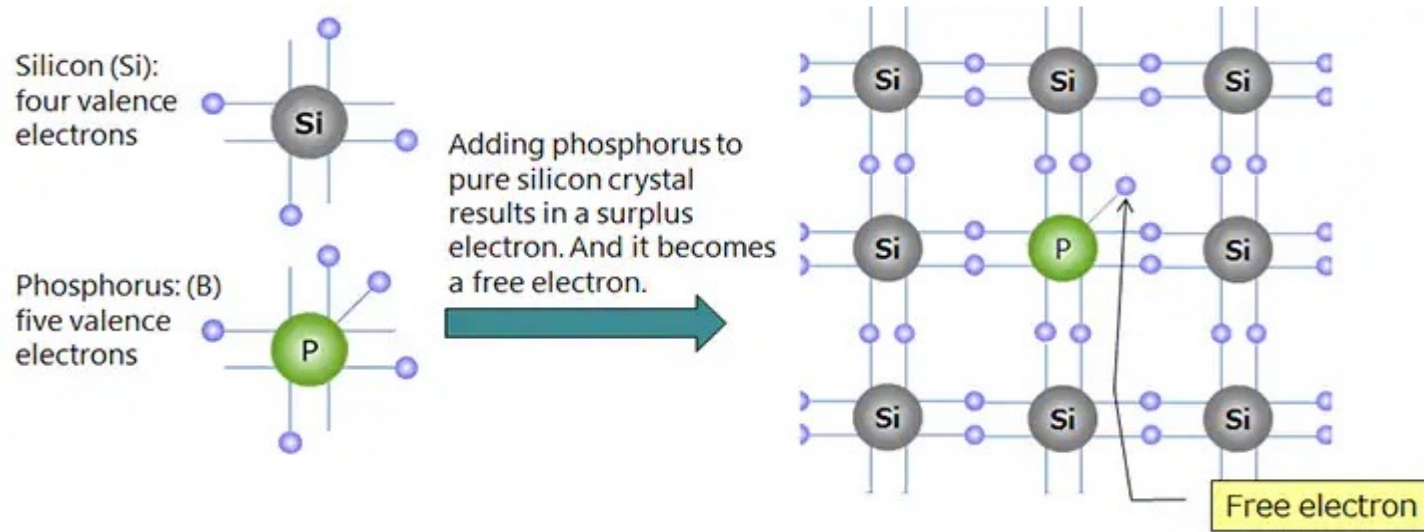 Silicon (Si):
four valence
electrons
Si
Phosphorus: (B)
five valence
electrons
P
Adding phosphorus to
pure silicon crystal
results in a surplus
electron. And it becomes
a free electron.
Si Si Si
Si P Si
Si Si Si
Free electron